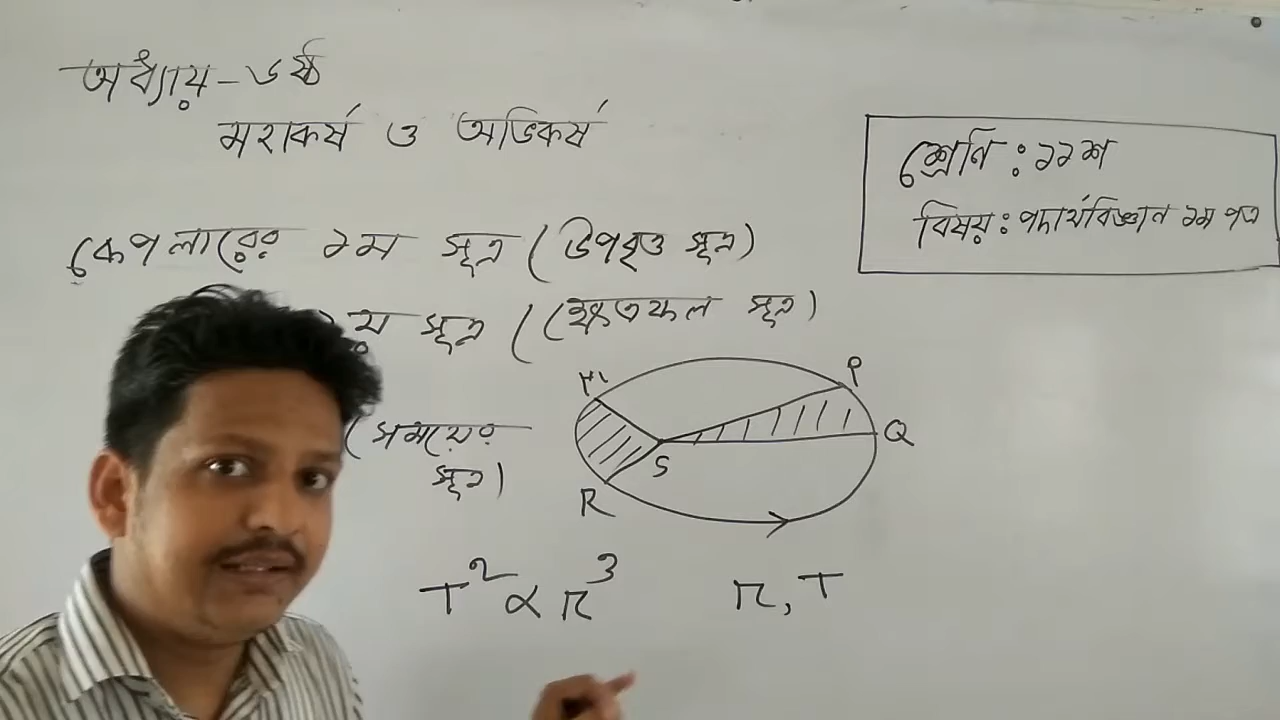 অধ্যায় - ৬ষ্ঠ
মহাকর্ষ ও অভিকর্ষ
শ্রেণি : ১১শ
বিষয় : পদার্থবিজ্ঞান ১ম পত্র
কেপলারের ১ম সূত্র (উপবৃত্ত সূত্র)
২য় সূত্র (ক্ষেত্রফল সূত্র)
(সময়ের
সূত্র)
P
Q
S
R
T² ∝ r³
r, T